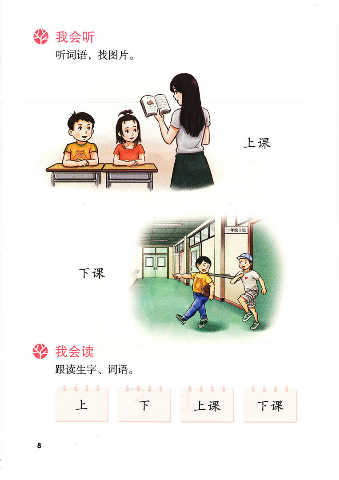 我会听
听词语，找图片。
上课
下课
我会读
跟读生字、词语。
上 下 上课 下课
8